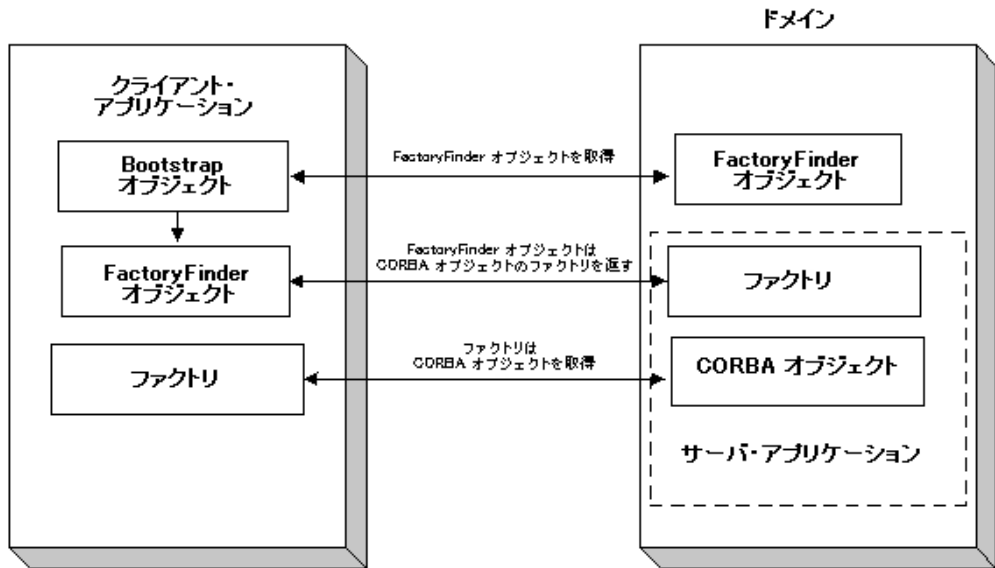 ドメイン
クライアント・
アプリケーション
Bootstrap
オブジェクト
FactoryFinder オブジェクトを取得
FactoryFinder
オブジェクト
FactoryFinder
オブジェクト
FactoryFinder オブジェクトは
CORBA オブジェクトのファクトリを返す
ファクトリ
ファクトリ
ファクトリは
CORBA オブジェクトを取得
CORBA オブジェクト
サーバ・アプリケーション